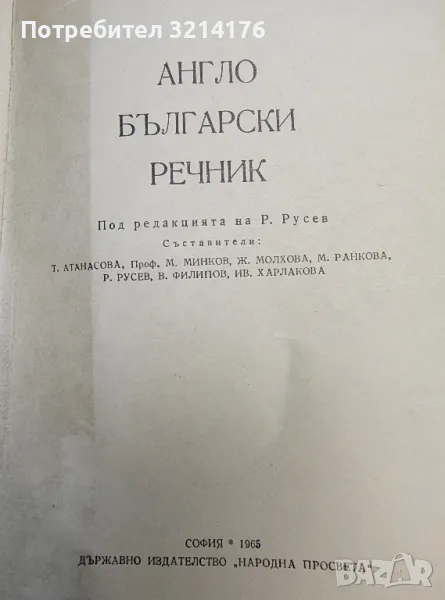 Потребител 3214176
АНГЛО
БЪЛГАРСКИ
РЕЧНИК
Под редакцията на Р. Русев
Съставители:
Т. АТАНАСОВА, Проф. М. МИНКОВ, Ж. МОЛХОВА, М. РАНКОВА,
Р. РУСЕВ, В. ФИЛИПОВ, ИВ. ХАРЛАКОВА
СОФИЯ * 1965
ДЪРЖАВНО ИЗДАТЕЛСТВО „НАРОДНА ПРОСВЕТА"
BAZAR